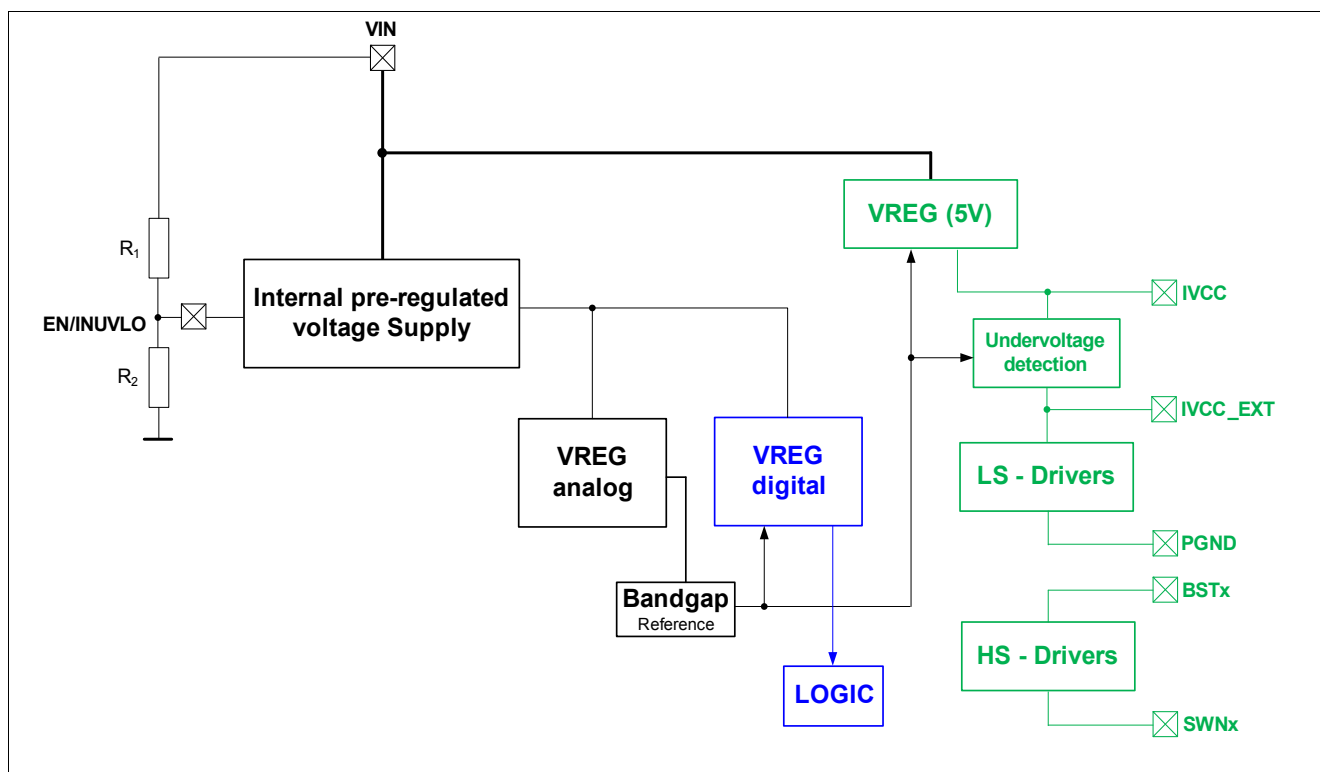 VIN
VREG (5V)
R1
Internal pre-regulated
voltage Supply
IVCC
EN/INUVLO
Undervoltage
detection
R2
IVCC_EXT
VREG
analog
VREG
digital
LS - Drivers
PGND
BSTx
Bandgap
Reference
HS - Drivers
LOGIC
SWNx